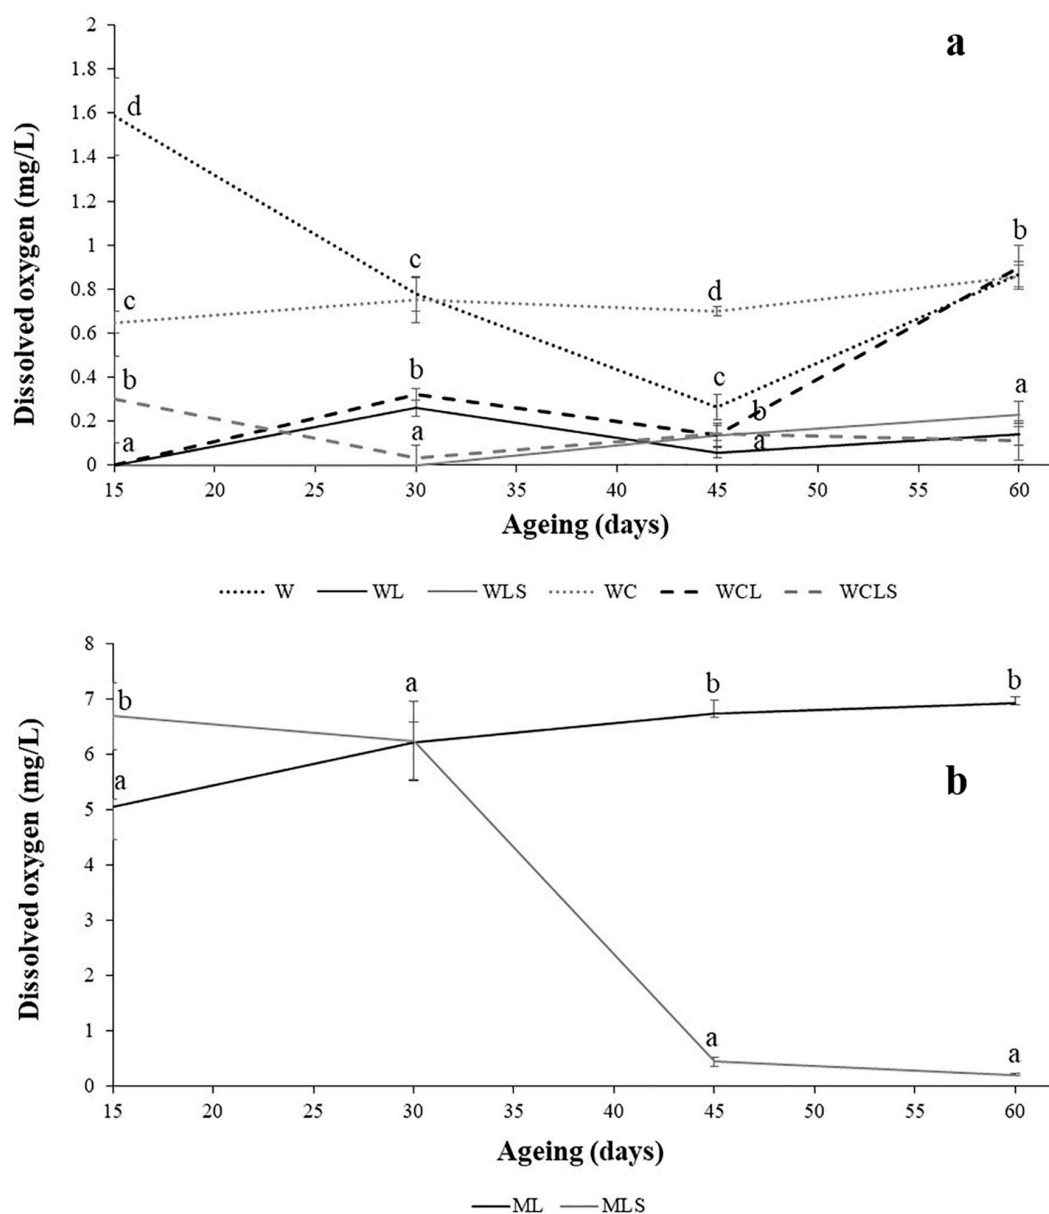 a
Dissolved oxygen (mg/L)
2
1.8
1.6
1.4
1.2
1
0.8
0.6
0.4
0.2
0
d
c
b
a
c
b
a
d
c
b
a
b
a
15 20 25 30 35 40 45 50 55 60
Ageing (days)
W WL WLS WC WCL WCLS
b
Dissolved oxygen (mg/L)
8
7
6
5
4
3
2
1
0
b
a
a
b
a
b
a
15 20 25 30 35 40 45 50 55 60
Ageing (days)
ML MLS